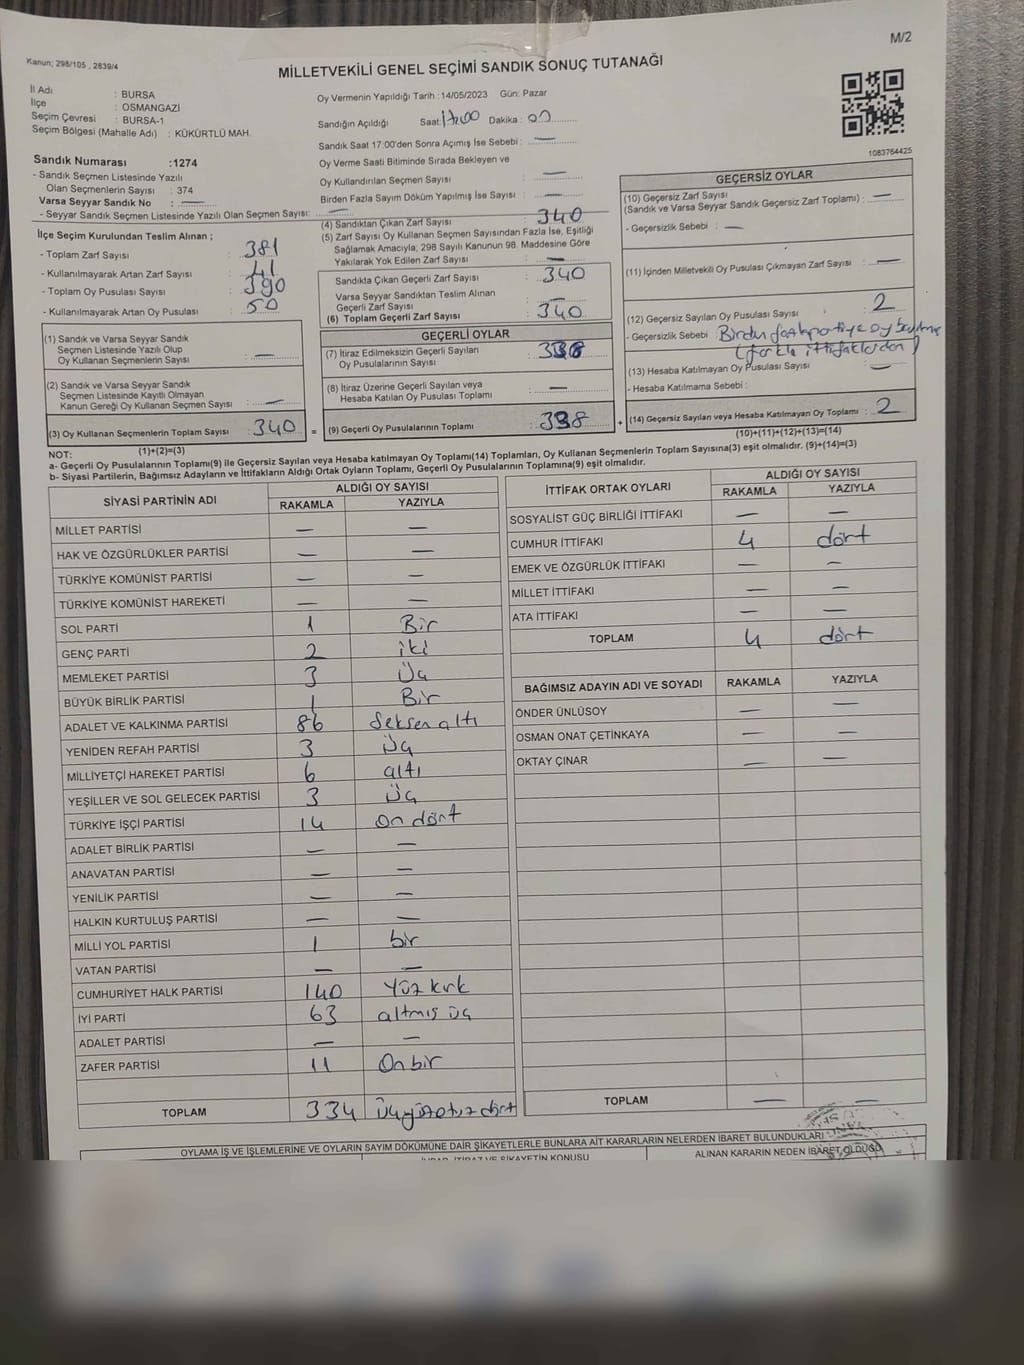 M/2
Kanun; 298/105 , 2839/4
MİLLETVEKİLİ GENEL SEÇİMİ SANDIK SONUÇ TUTANAĞI
İl Adı : BURSA
İlçe : OSMANGAZİ
Seçim Çevresi : BURSA-1
Seçim Bölgesi (Mahalle Adı) : KÜKÜRTLÜ MAH.
Sandık Numarası :1274
- Sandık Seçmen Listesinde Yazılı
Olan Seçmenlerin Sayısı : 374
Varsa Seyyar Sandık No : —
- Seyyar Sandık Seçmen Listesinde Yazılı Olan Seçmen Sayısı: —
İlçe Seçim Kurulundan Teslim Alınan ;
- Toplam Zarf Sayısı : 381
- Kullanılmayarak Artan Zarf Sayısı : 41
- Toplam Oy Pusulası Sayısı : 390
- Kullanılmayarak Artan Oy Pusulası : 50
(1) Sandık ve Varsa Seyyar Sandık
Seçmen Listesinde Yazılı Olup
Oy Kullanan Seçmenlerin Sayısı : —
(2) Sandık ve Varsa Seyyar Sandık
Seçmen Listesinde Kayıtlı Olmayan
Kanun Gereği Oy Kullanan Seçmen Sayısı : —
(3) Oy Kullanan Seçmenlerin Toplam Sayısı : 340
(1)+(2)=(3)
Oy Vermenin Yapıldığı Tarih :14/05/2023 Gün: Pazar
Sandığın Açıldığı Saat: 17:00 Dakika : 00
Sandık Saat 17:00'den Sonra Açımış İse Sebebi : —
Oy Verme Saati Bitiminde Sırada Bekleyen ve
Oy Kullandırılan Seçmen Sayısı : —
Birden Fazla Sayım Döküm Yapılmış İse Sayısı : —
(4) Sandıktan Çıkan Zarf Sayısı : 340
(5) Zarf Sayısı Oy Kullanan Seçmen Sayısından Fazla İse, Eşitliği
Sağlamak Amacıyla; 298 Sayılı Kanunun 98. Maddesine Göre
Yakılarak Yok Edilen Zarf Sayısı : —
Sandıkta Çıkan Geçerli Zarf Sayısı : 340
Varsa Seyyar Sandıktan Teslim Alınan
Geçerli Zarf Sayısı : —
(6) Toplam Geçerli Zarf Sayısı : 340
GEÇERLİ OYLAR
(7) İtiraz Edilmeksizin Geçerli Sayılan
Oy Pusulalarının Sayısı : 338
(8) İtiraz Üzerine Geçerli Sayılan veya
Hesaba Katılan Oy Pusulası Toplamı : —
= (9) Geçerli Oy Pusulalarının Toplamı : 338 +
1083764425
GEÇERSİZ OYLAR
(10) Geçersiz Zarf Sayısı : —
(Sandık ve Varsa Seyyar Sandık Geçersiz Zarf Toplamı)
- Geçersizlik Sebebi : —
(11) İçinden Milletvekili Oy Pusulası Çıkmayan Zarf Sayısı : —
(12) Geçersiz Sayılan Oy Pusulası Sayısı : 2
- Geçersizlik Sebebi : Birden fazla partiye oy
(farklı ittifaklardan)
(13) Hesaba Katılmayan Oy Pusulası Sayısı : —
- Hesaba Katılmama Sebebi :
(14) Geçersiz Sayılan veya Hesaba Katılmayan Oy Toplamı : 2
(10)+(11)+(12)+(13)=(14)
NOT:
a- Geçerli Oy Pusulalarının Toplamı(9) ile Geçersiz Sayılan veya Hesaba katılmayan Oy Toplamı(14) Toplamları, Oy Kullanan Seçmenlerin Toplam Sayısına(3) eşit olmalıdır. (9)+(14)=(3)
b- Siyasi Partilerin, Bağımsız Adayların ve İttifakların Aldığı Ortak Oyların Toplamı, Geçerli Oy Pusulalarının Toplamına(9) eşit olmalıdır.
SİYASİ PARTİNİN ADI ALDIĞI OY SAYISI
RAKAMLA YAZIYLA
MİLLET PARTİSİ — —
HAK VE ÖZGÜRLÜKLER PARTİSİ — —
TÜRKİYE KOMÜNİST PARTİSİ — —
TÜRKİYE KOMÜNİST HAREKETİ — —
SOL PARTİ 1 Bir
GENÇ PARTİ 2 iki
MEMLEKET PARTİSİ 3 Üç
BÜYÜK BİRLİK PARTİSİ 1 Bir
ADALET VE KALKINMA PARTİSİ 86 Seksen altı
YENİDEN REFAH PARTİSİ 3 Üç
MİLLİYETÇİ HAREKET PARTİSİ 6 altı
YEŞİLLER VE SOL GELECEK PARTİSİ 3 Üç
TÜRKİYE İŞÇİ PARTİSİ 14 On dört
ADALET BİRLİK PARTİSİ — —
ANAVATAN PARTİSİ — —
YENİLİK PARTİSİ — —
HALKIN KURTULUŞ PARTİSİ — —
MİLLİ YOL PARTİSİ 1 bir
VATAN PARTİSİ — —
CUMHURİYET HALK PARTİSİ 140 Yüz kırk
İYİ PARTİ 63 altmış üç
ADALET PARTİSİ — —
ZAFER PARTİSİ 11 On bir
TOPLAM 334 Üçyüzotuz dört
İTTİFAK ORTAK OYLARI ALDIĞI OY SAYISI
RAKAMLA YAZIYLA
SOSYALİST GÜÇ BİRLİĞİ İTTİFAKI — —
CUMHUR İTTİFAKI 4 dört
EMEK VE ÖZGÜRLÜK İTTİFAKI — —
MİLLET İTTİFAKI — —
ATA İTTİFAKI — —
TOPLAM 4 dört
BAĞIMSIZ ADAYIN ADI VE SOYADI RAKAMLA YAZIYLA
ÖNDER ÜNLÜSOY — —
OSMAN ONAT ÇETİNKAYA — —
OKTAY ÇINAR — —
TOPLAM — —
OYLAMA İŞ VE İŞLEMLERİNE VE OYLARIN SAYIM DÖKÜMÜNE DAİR ŞİKAYETLERLE BUNLARA AİT KARARLARIN NELERDEN İBARET BULUNDUKLARI
İTİRAZ VE ŞİKAYETİN KONUSU ALINAN KARARIN NEDEN İBARET OLDUĞU